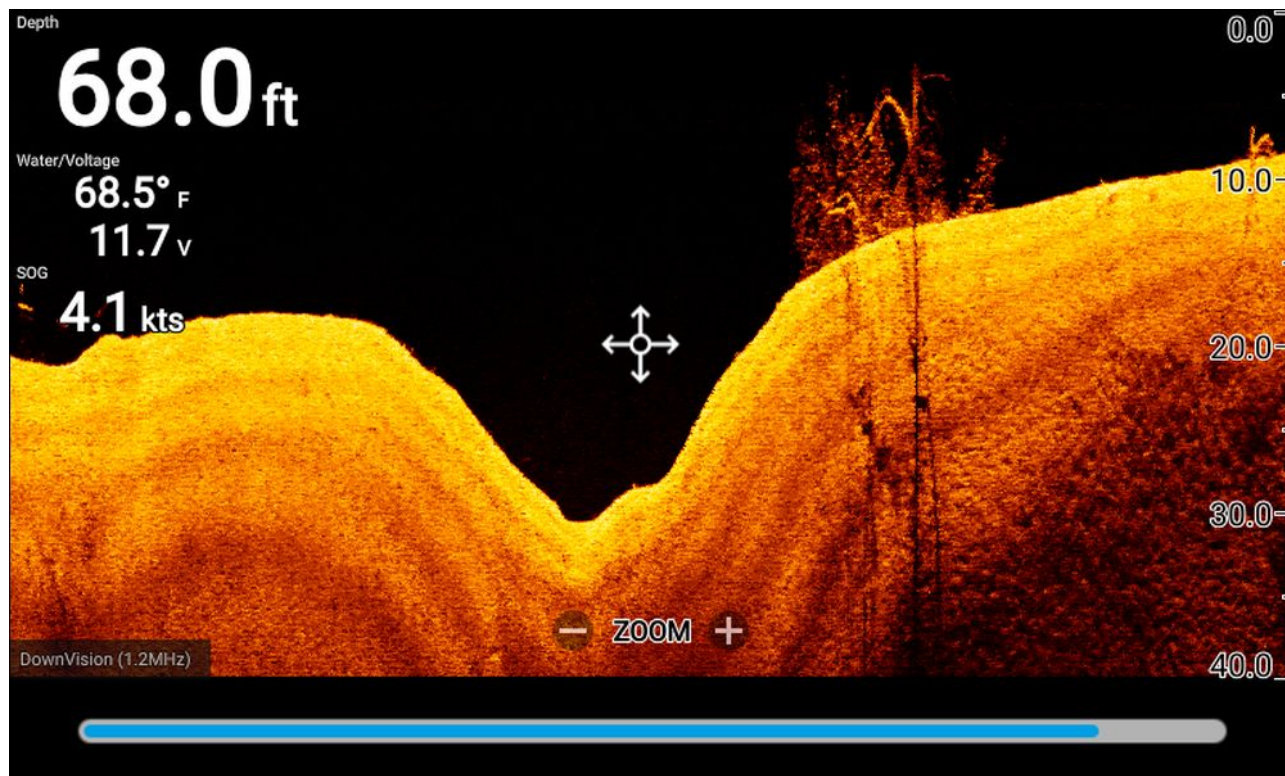 Depth
68.0 ft
Water/Voltage
68.5° F
11.7 V
SOG
4.1 kts
0.0
10.0
20.0
30.0
40.0
ZOOM
DownVision (1.2MHz)